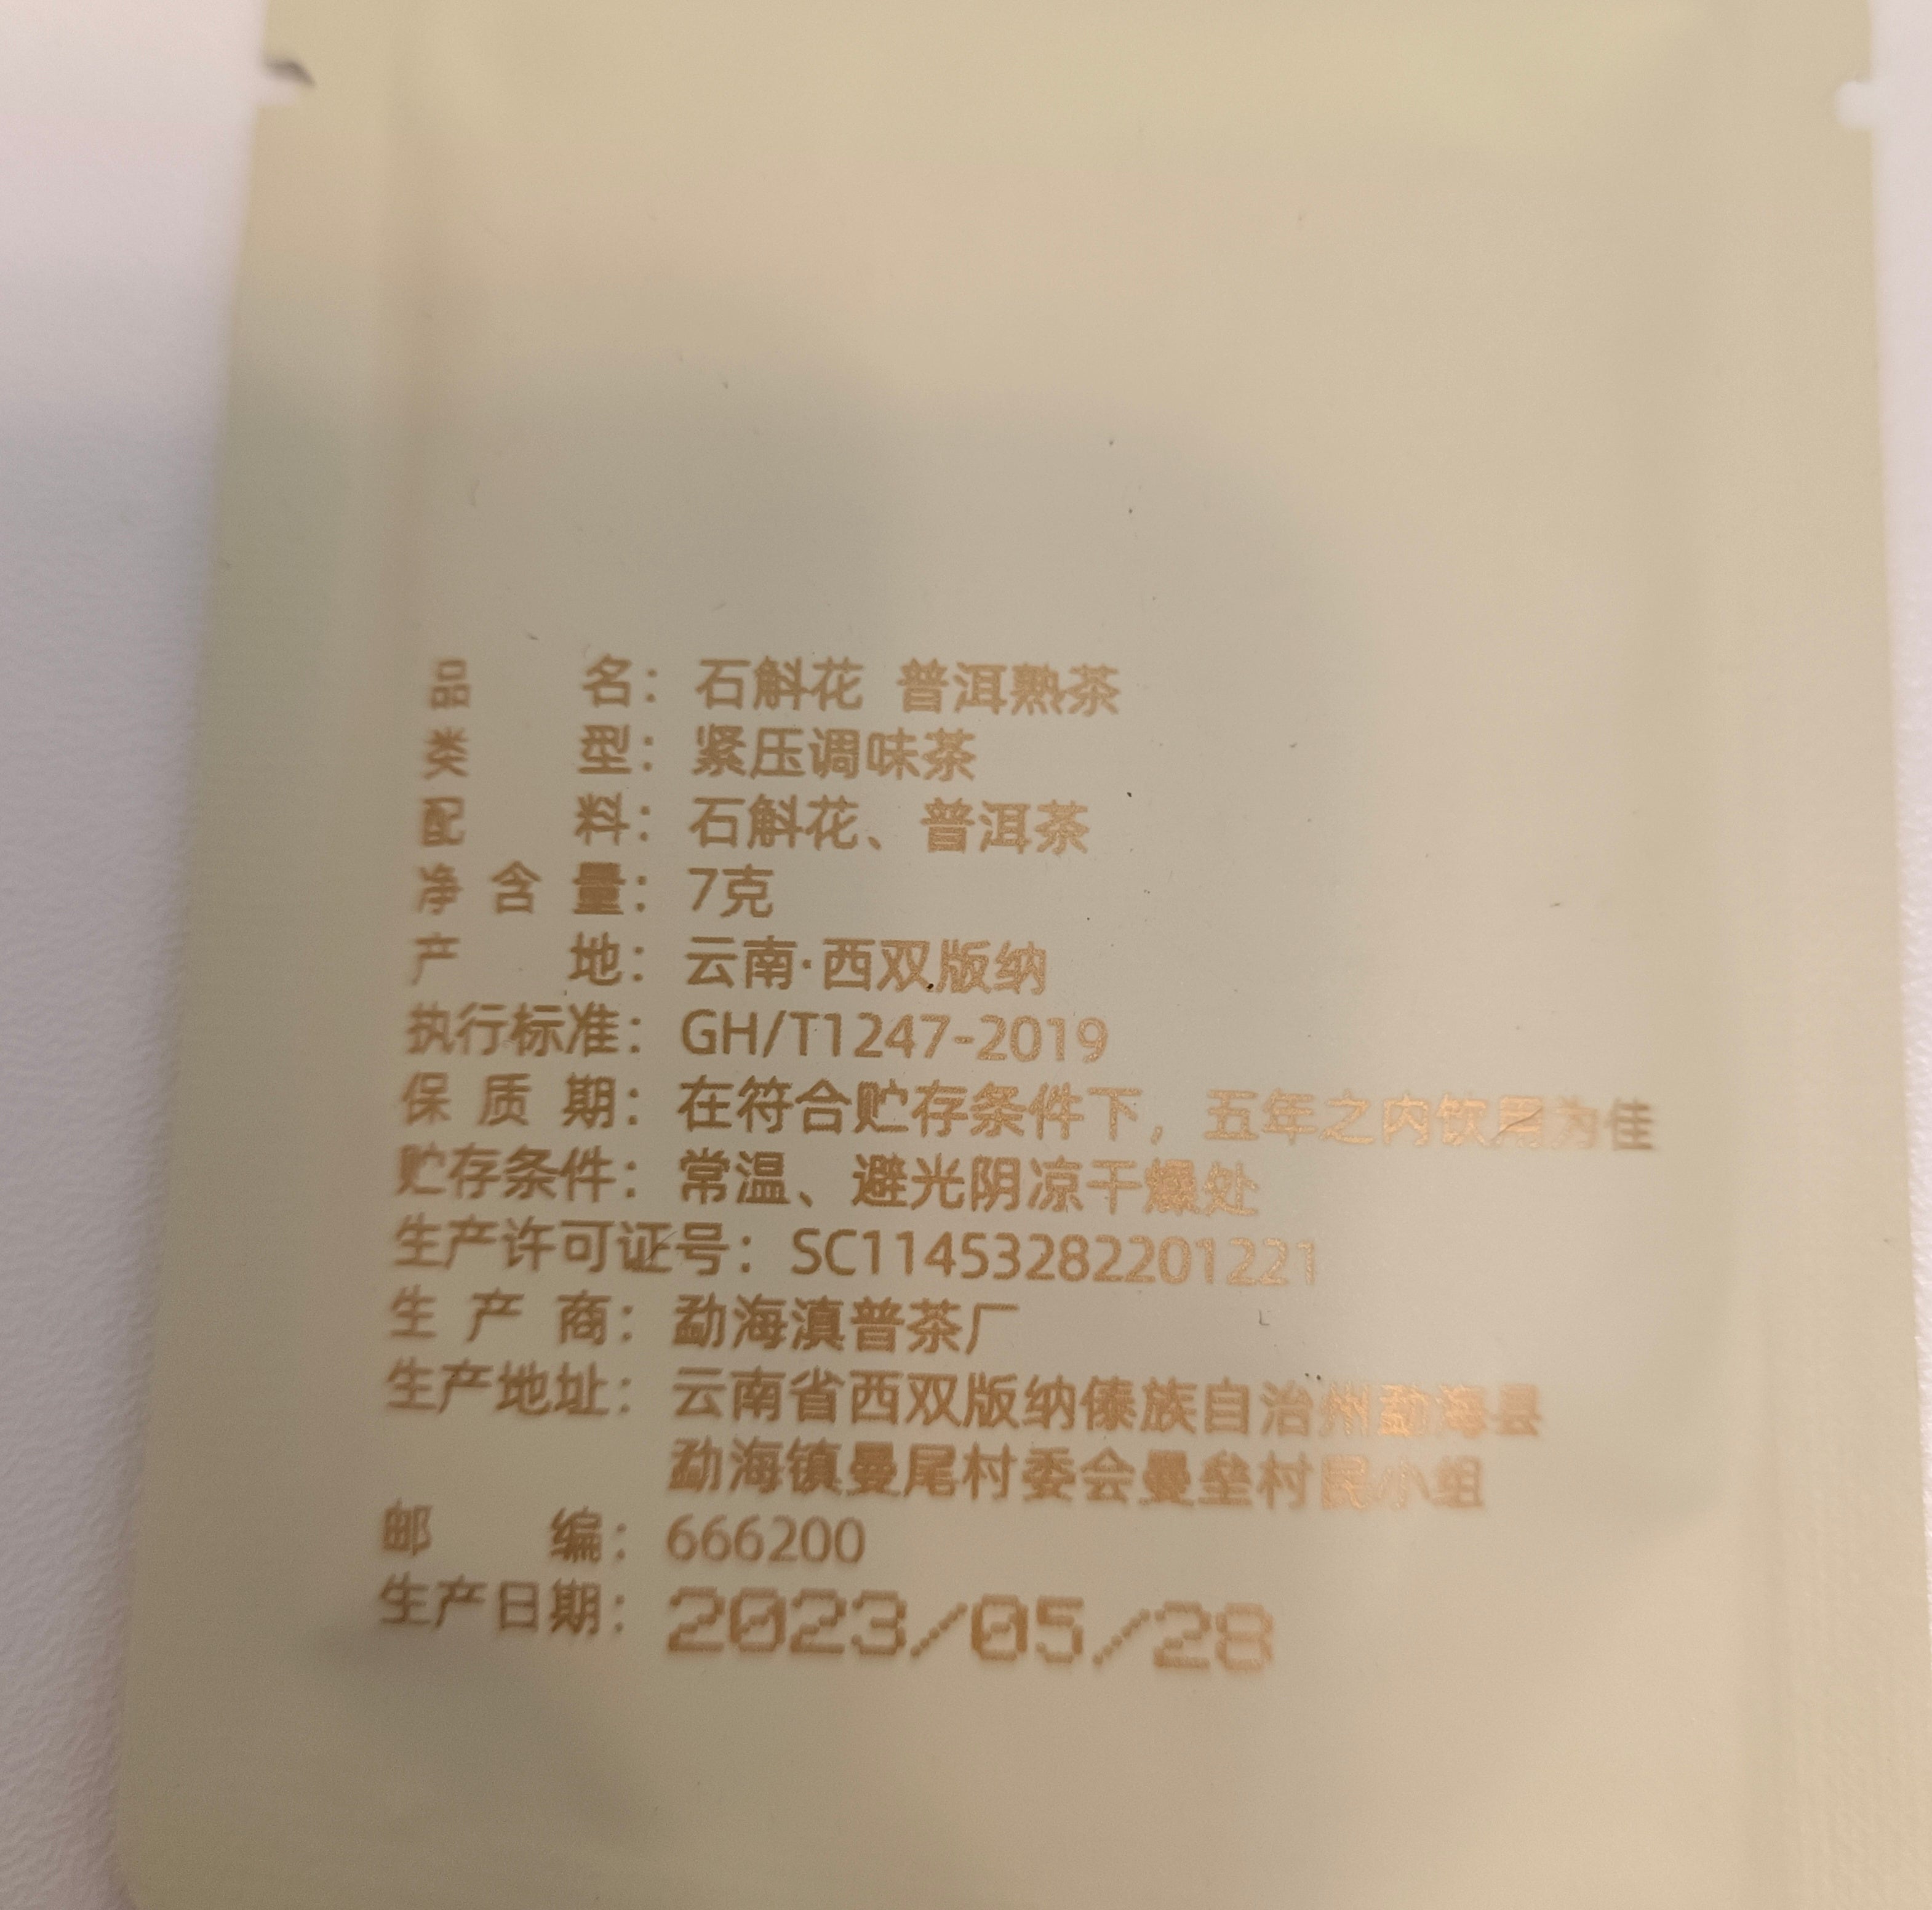 品名：石斛花 普洱熟茶
类型：紧压调味茶
配料：石斛花、普洱茶
净含量：7克
产地：云南·西双版纳
执行标准：GH/T1247-2019
保质期：在符合贮存条件下，五年之内饮用为佳
贮存条件：常温、避光阴凉干燥处
生产许可证号：SC11453282201221
生产商：勐海滇普茶厂
生产地址：云南省西双版纳傣族自治州勐海县
勐海镇曼尾村委会曼垒村民小组
邮编：666200
生产日期：2023/05/28